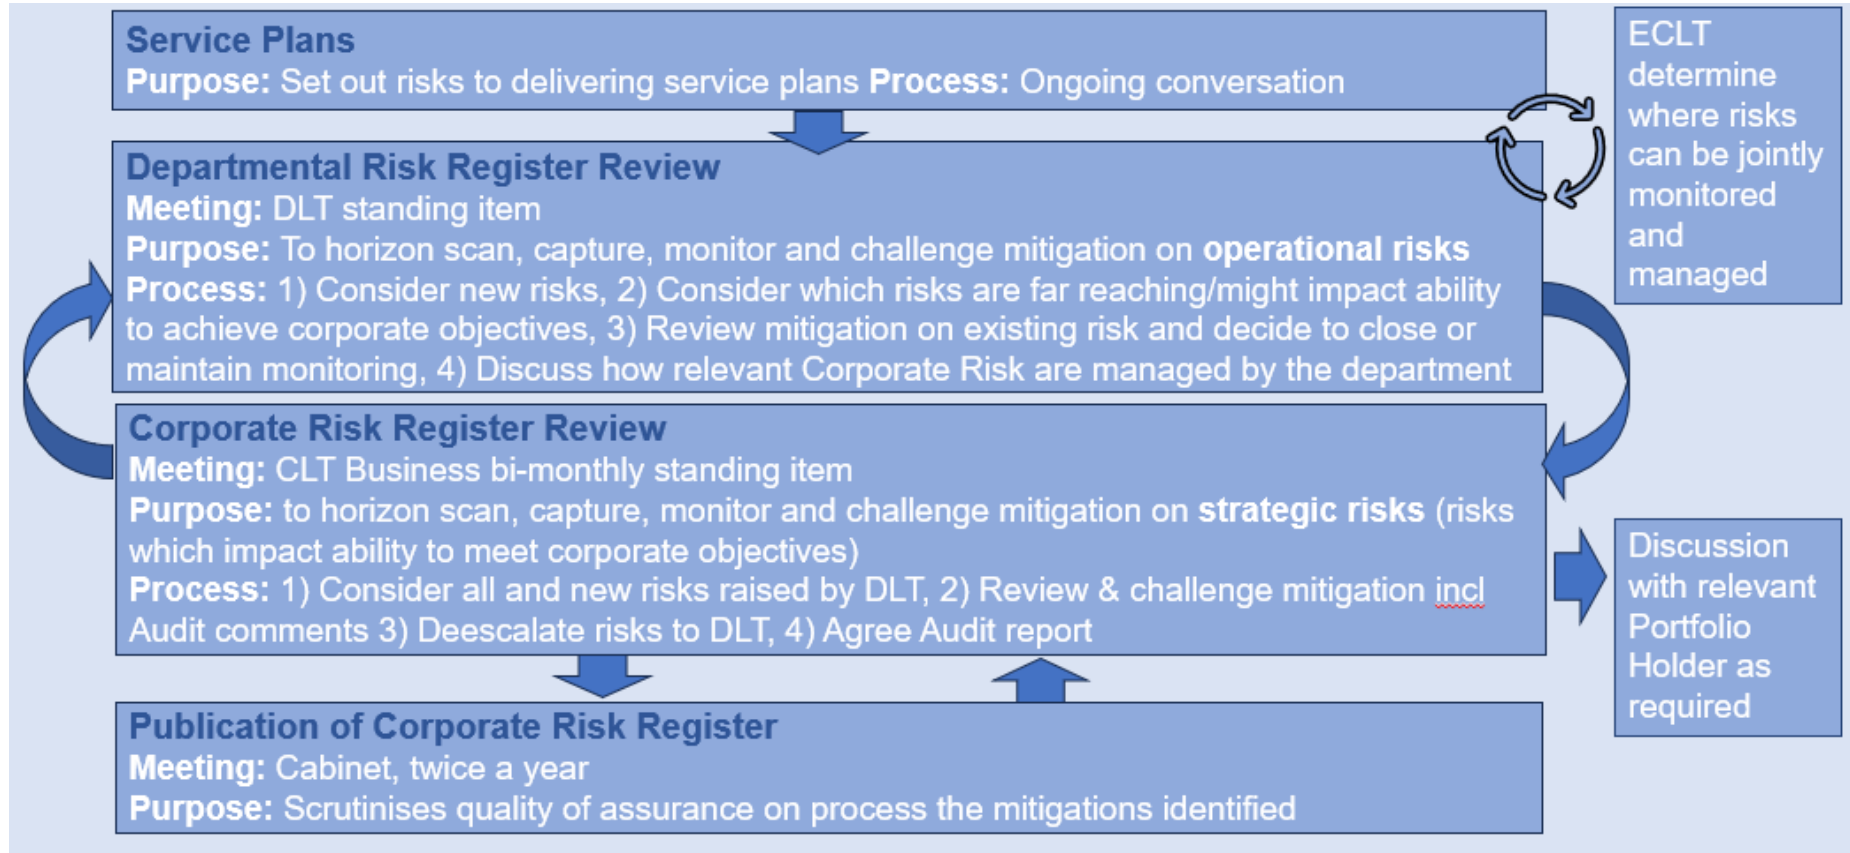 Service Plans
Purpose: Set out risks to delivering service plans Process: Ongoing conversation
Departmental Risk Register Review
Meeting: DLT standing item
Purpose: To horizon scan, capture, monitor and challenge mitigation on operational risks
Process: 1) Consider new risks, 2) Consider which risks are far reaching/might impact ability
to achieve corporate objectives, 3) Review mitigation on existing risk and decide to close or
maintain monitoring, 4) Discuss how relevant Corporate Risk are managed by the department
Corporate Risk Register Review
Meeting: CLT Business bi-monthly standing item
Purpose: to horizon scan, capture, monitor and challenge mitigation on strategic risks (risks
which impact ability to meet corporate objectives)
Process: 1) Consider all and new risks raised by DLT, 2) Review & challenge mitigation incl
Audit comments 3) Deescalate risks to DLT, 4) Agree Audit report
Publication of Corporate Risk Register
Meeting: Cabinet, twice a year
Purpose: Scrutinises quality of assurance on process the mitigations identified
ECLT
determine
where risks
can be jointly
monitored
and
managed
Discussion
with relevant
Portfolio
Holder as
required